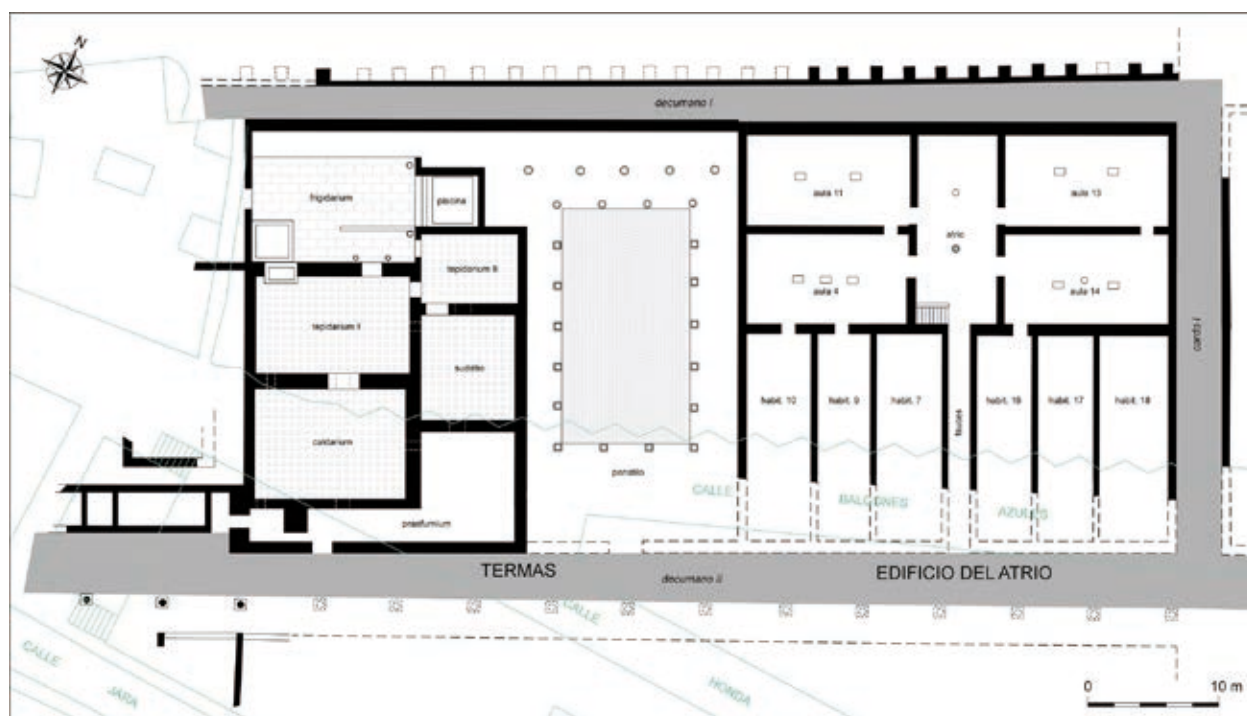 N
decumano I
frigidarium
piscina
aula 11
aula 13
atrio
tepidarium II
tepidarium I
aula 4
aula 14
cardo I
sudatio
caldarium
habit. 10
habit. 9
habit. 7
fauces
habit. 16
habit. 17
habit. 18
peristilo
CALLE
BALCONES
AZULES
praefurnium
TERMAS
decumano II
EDIFICIO DEL ATRIO
CALLE
HONDA
CALLE
JARA
0
10 m